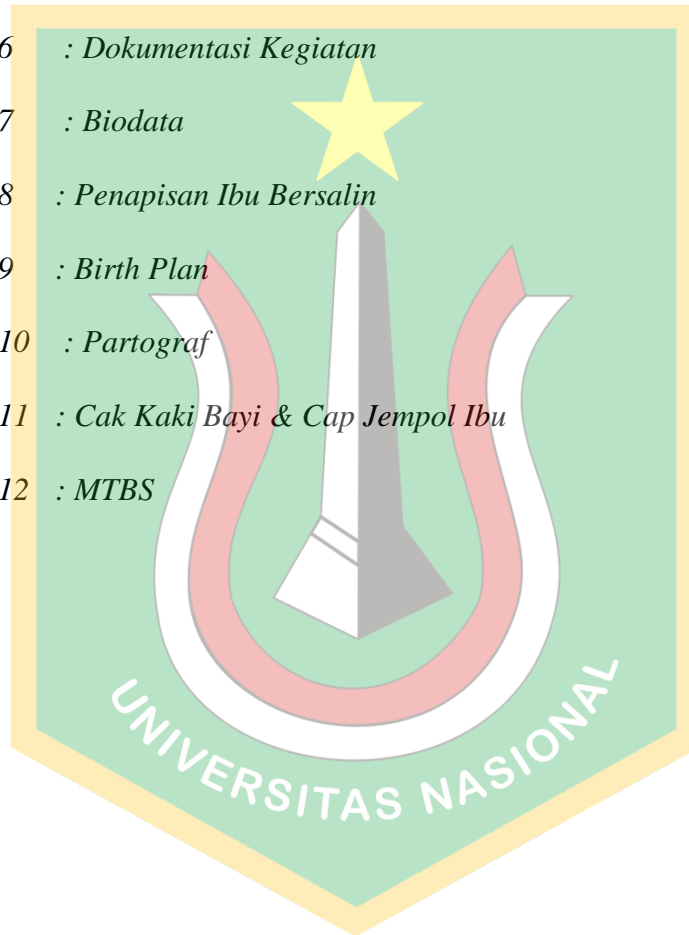 6 : Dokumentasi Kegiatan
7 : Biodata
8 : Penapisan Ibu Bersalin
9 : Birth Plan
10 : Partograf
11 : Cak Kaki Bayi & Cap Jempol Ibu
12 : MTBS
UNIVERSITAS NASIONAL